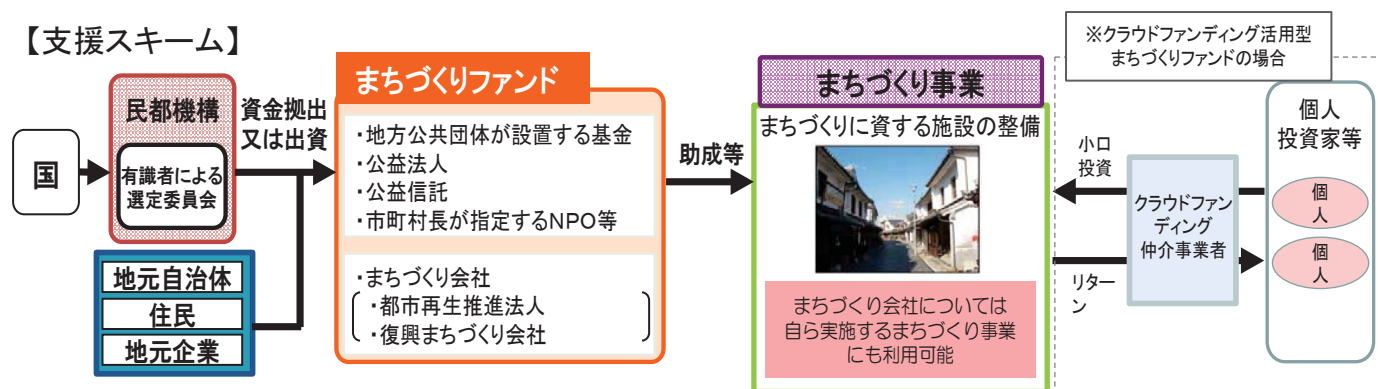 【支援スキーム】
国
民都機構
有識者による
選定委員会
資金拠出
又は出資
地元自治体
住民
地元企業
まちづくりファンド
・地方公共団体が設置する基金
・公益法人
・公益信託
・市町村長が指定するNPO等
・まちづくり会社
・都市再生推進法人
・復興まちづくり会社
助成等
まちづくり事業
まちづくりに資する施設の整備
まちづくり会社については
自ら実施するまちづくり事業
にも利用可能
※クラウドファンディング活用型
まちづくりファンドの場合
小口
投資
リター
ン
クラウドファン
ディング
仲介事業者
個人
投資家等
個
人
個
人